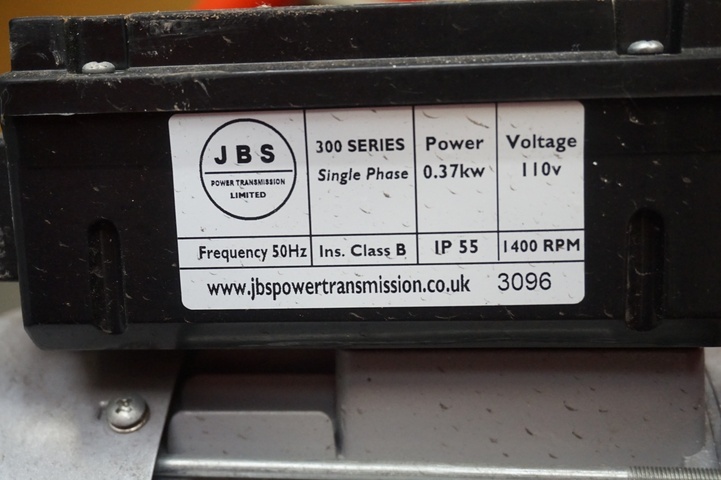 JBS
POWER TRANSMISSION
LIMITED
300 SERIES
Single Phase
Power
0.37kw
Voltage
110v
Frequency 50Hz
Ins. Class B
IP 55
1400 RPM
www.jbspowertransmission.co.uk 3096